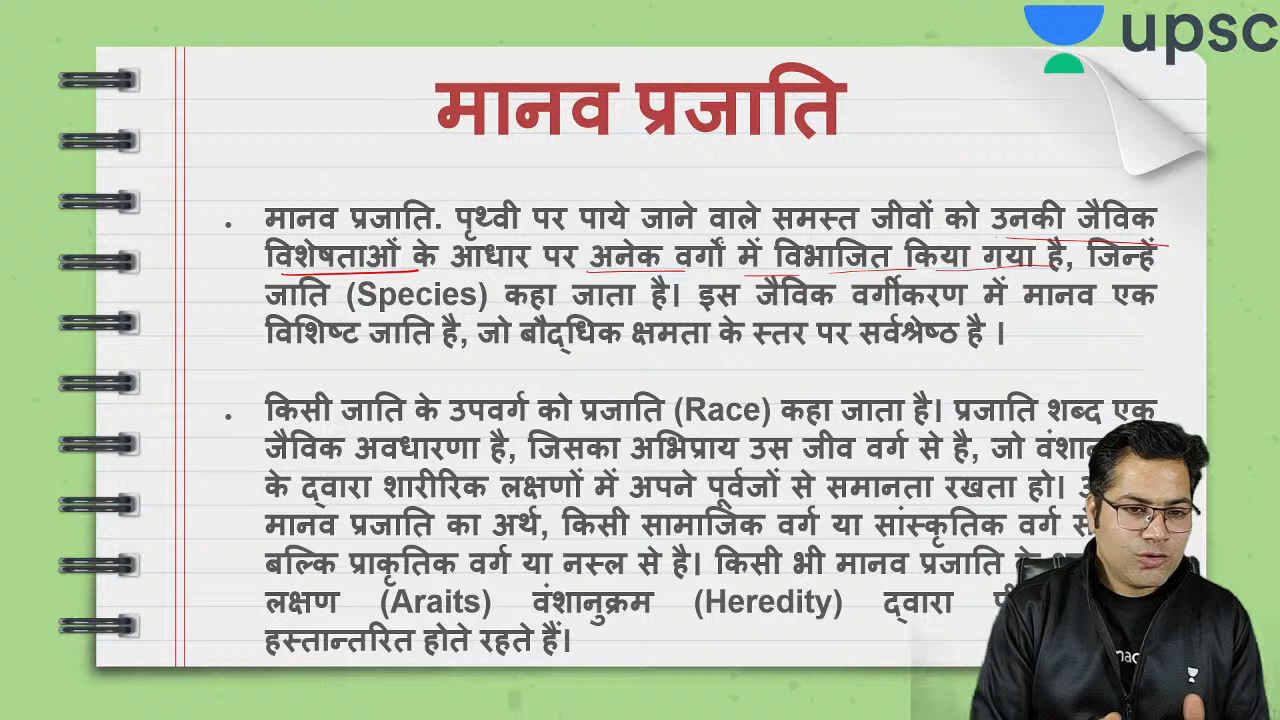 upsc
मानव प्रजाति
• मानव प्रजाति. पृथ्वी पर पाये जाने वाले समस्त जीवों को उनकी जैविक
विशेषताओं के आधार पर अनेक वर्गों में विभाजित किया गया है, जिन्हें
जाति (Species) कहा जाता है। इस जैविक वर्गीकरण में मानव एक
विशिष्ट जाति है, जो बौद्धिक क्षमता के स्तर पर सर्वश्रेष्ठ है ।
• किसी जाति के उपवर्ग को प्रजाति (Race) कहा जाता है। प्रजाति शब्द एक
जैविक अवधारणा है, जिसका अभिप्राय उस जीव वर्ग से है, जो
के द्वारा शारीरिक लक्षणों में अपने पूर्वजों से समानता रखता हो।
मानव प्रजाति का अर्थ, किसी सामाजिक वर्ग या सांस्कृतिक वर्ग
बल्कि प्राकृतिक वर्ग या नस्ल से है। किसी भी मानव प्रजाति
लक्षण (Araits) वंशानुक्रम (Heredity) द्वारा
हस्तान्तरित होते रहते हैं।